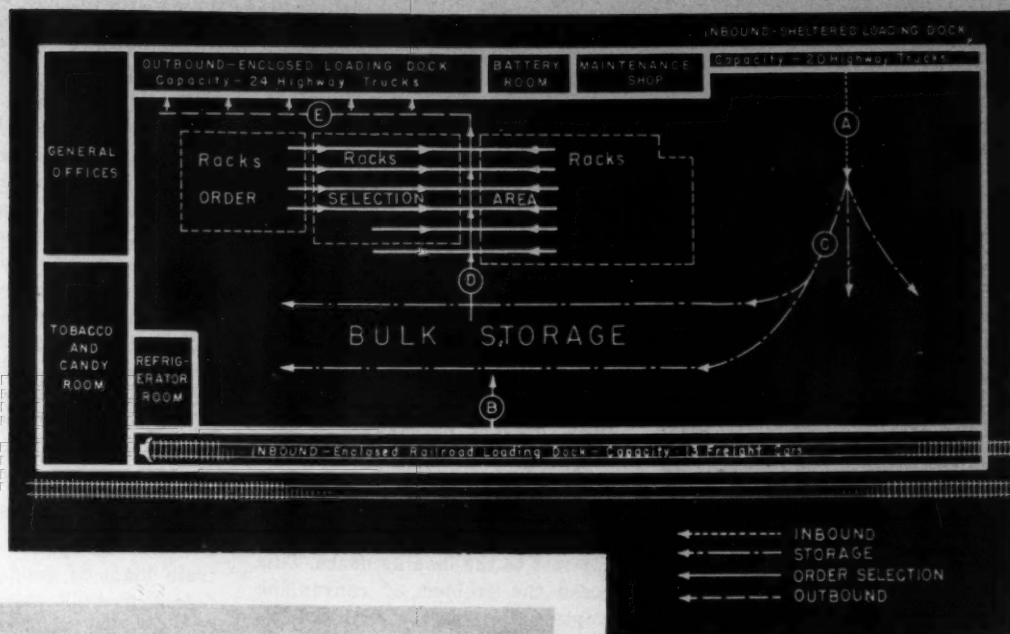 INBOUND-SHELTERED LOADING DOCK
Capacity - 20 Highway Trucks
OUTBOUND-ENCLOSED LOADING DOCK
Capacity - 24 Highway Trucks
BATTERY
ROOM
MAINTENANCE
SHOP
E
A
GENERAL
OFFICES
Racks
Racks
Racks
ORDER
SELECTION
AREA
C
D
BULK STORAGE
TOBACCO
AND
CANDY
ROOM
REFRIG-
ERATOR
ROOM
B
INBOUND-Enclosed Railroad Loading Dock - Capacity - 13 Freight Cars
INBOUND
STORAGE
ORDER SELECTION
OUTBOUND